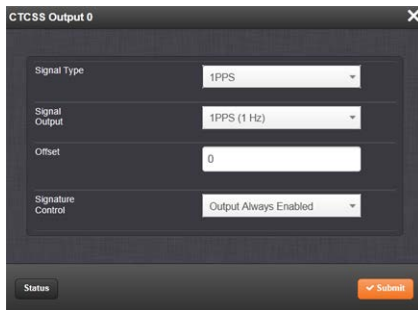 CTCSS Output 0
Signal Type
1PPS
Signal
Output
1PPS (1 Hz)
Offset
0
Signature
Control
Output Always Enabled
Status
Submit